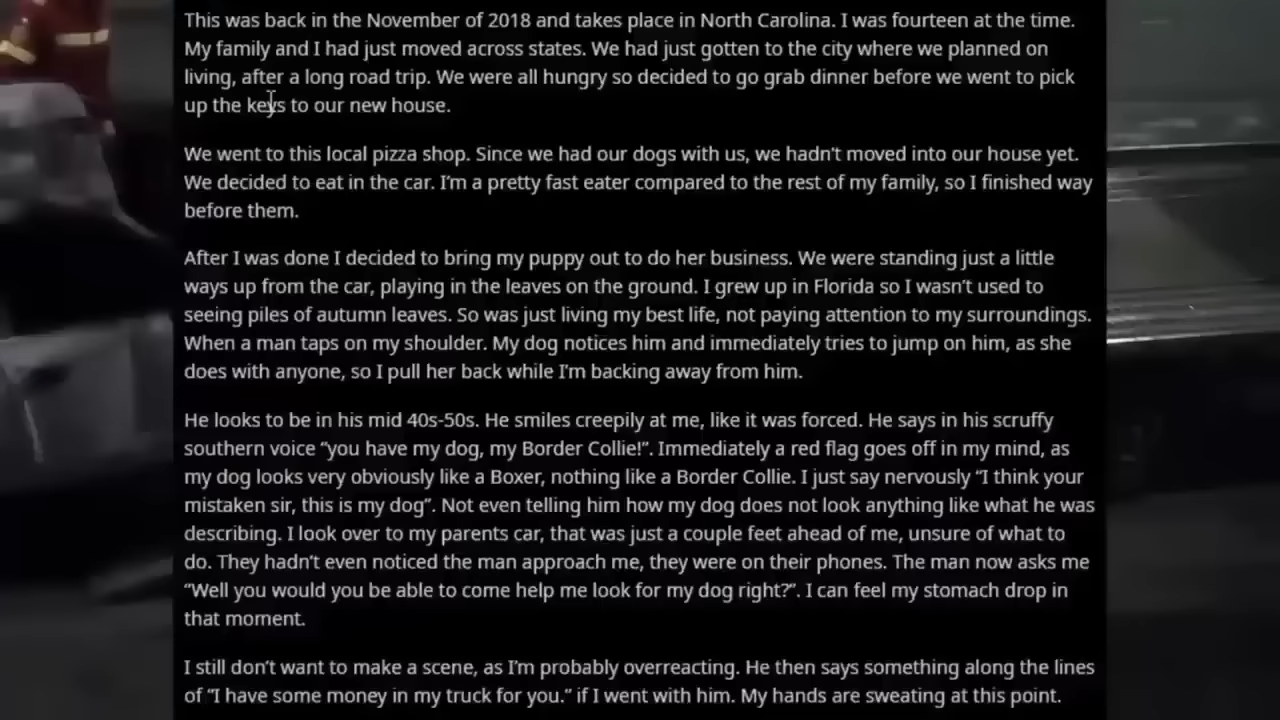 This was back in the November of 2018 and takes place in North Carolina. I was fourteen at the time.
My family and I had just moved across states. We had just gotten to the city where we planned on
living, after a long road trip. We were all hungry so decided to go grab dinner before we went to pick
up the keys to our new house.
We went to this local pizza shop. Since we had our dogs with us, we hadn't moved into our house yet.
We decided to eat in the car. I'm a pretty fast eater compared to the rest of my family, so I finished way
before them.
After I was done I decided to bring my puppy out to do her business. We were standing just a little
ways up from the car, playing in the leaves on the ground. I grew up in Florida so I wasn't used to
seeing piles of autumn leaves. So was just living my best life, not paying attention to my surroundings.
When a man taps on my shoulder. My dog notices him and immediately tries to jump on him, as she
does with anyone, so I pull her back while I'm backing away from him.
He looks to be in his mid 40s-50s. He smiles creepily at me, like it was forced. He says in his scruffy
southern voice “you have my dog, my Border Collie!”. Immediately a red flag goes off in my mind, as
my dog looks very obviously like a Boxer, nothing like a Border Collie. I just say nervously “I think your
mistaken sir, this is my dog”. Not even telling him how my dog does not look anything like what he was
describing. I look over to my parents car, that was just a couple feet ahead of me, unsure of what to
do. They hadn't even noticed the man approach me, they were on their phones. The man now asks me
“Well you would you be able to come help me look for my dog right?”. I can feel my stomach drop in
that moment.
I still don't want to make a scene, as I'm probably overreacting. He then says something along the lines
of “I have some money in my truck for you.” if I went with him. My hands are sweating at this point.